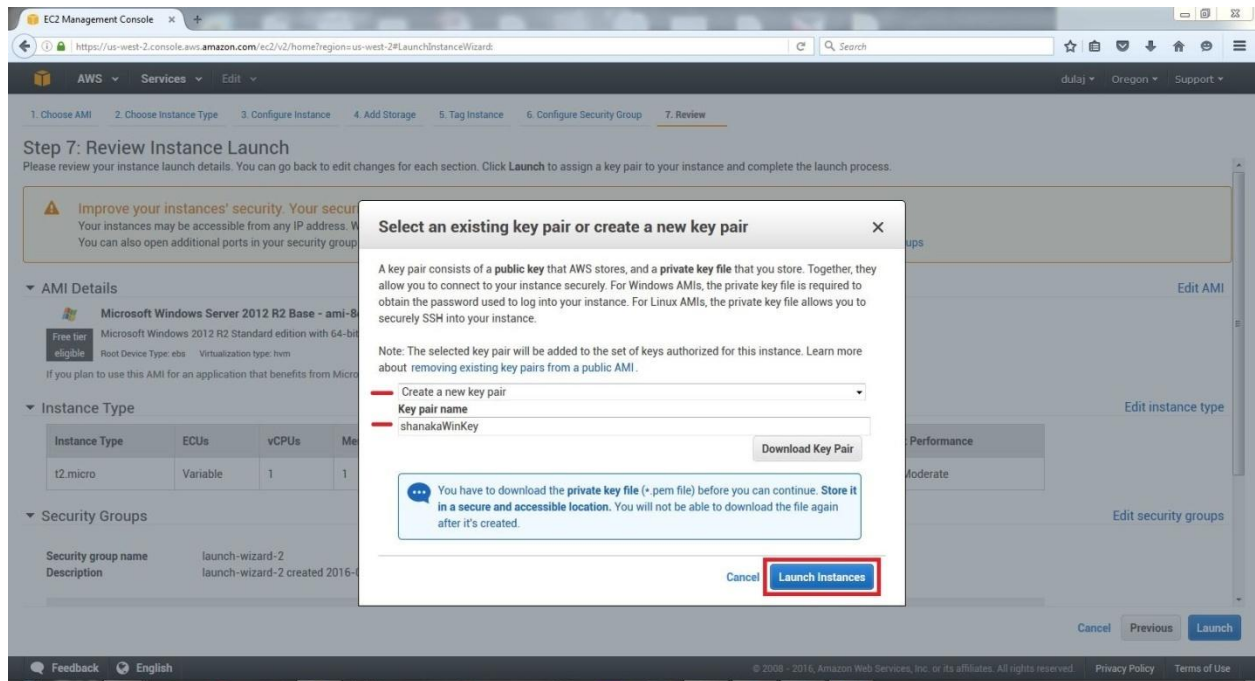 EC2 Management Console
https://us-west-2.console.aws.amazon.com/ec2/v2/home?region=us-west-2#LaunchInstanceWizard:
Search
AWS Services Edit
dulaj Oregon Support
1. Choose AMI 2. Choose Instance Type 3. Configure Instance 4. Add Storage 5. Tag Instance 6. Configure Security Group 7. Review
Step 7: Review Instance Launch
Please review your instance launch details. You can go back to edit changes for each section. Click Launch to assign a key pair to your instance and complete the launch process.
Improve your instances' security. Your secur
Your instances may be accessible from any IP address. W
You can also open additional ports in your security group
ups
AMI Details
Edit AMI
Microsoft Windows Server 2012 R2 Base - ami-8
Free tier
eligible
Microsoft Windows 2012 R2 Standard edition with 64-bit
Root Device Type: ebs Virtualization type: hvm
If you plan to use this AMI for an application that benefits from Micro
Instance Type
Edit instance type
Instance Type ECUs vCPUs Me Performance
t2.micro Variable 1 1 Moderate
Security Groups
Edit security groups
Security group name launch-wizard-2
Description launch-wizard-2 created 2016-
Select an existing key pair or create a new key pair
A key pair consists of a public key that AWS stores, and a private key file that you store. Together, they
allow you to connect to your instance securely. For Windows AMIs, the private key file is required to
obtain the password used to log into your instance. For Linux AMIs, the private key file allows you to
securely SSH into your instance.
Note: The selected key pair will be added to the set of keys authorized for this instance. Learn more
about removing existing key pairs from a public AMI.
Create a new key pair
Key pair name
shanakaWinKey
Download Key Pair
You have to download the private key file (*.pem file) before you can continue. Store it
in a secure and accessible location. You will not be able to download the file again
after it's created.
Cancel Launch Instances
Cancel Previous Launch
Feedback English
© 2008 - 2016, Amazon Web Services, Inc. or its affiliates. All rights reserved. Privacy Policy Terms of Use